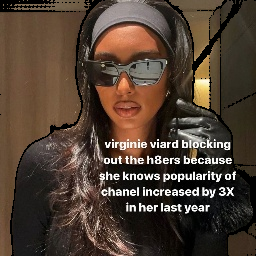 virginie viard blocking
out the h8ers because
she knows popularity of
chanel increased by 3X
in her last year